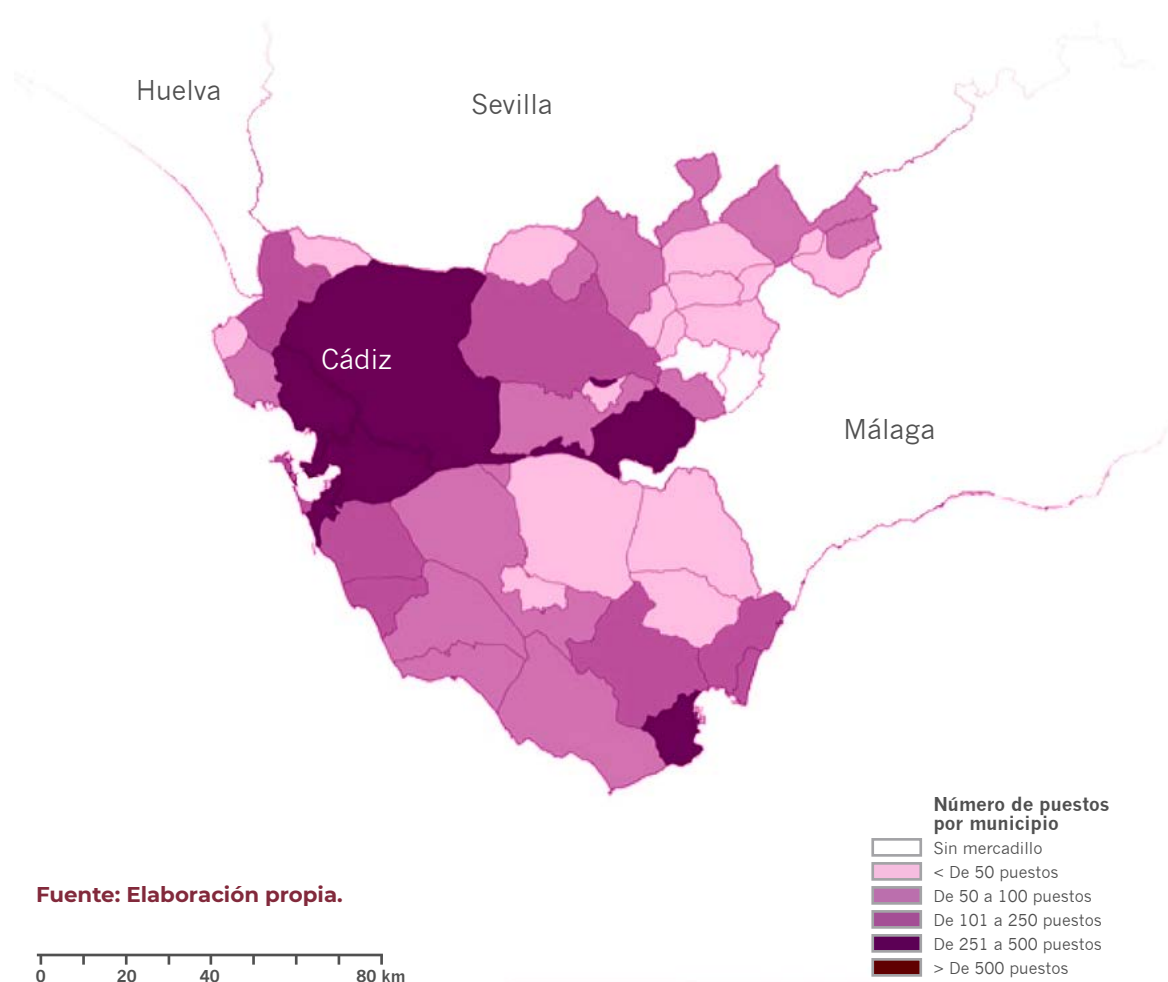 Huelva
Sevilla
Cádiz
Málaga
Número de puestos
por municipio
Sin mercadillo
< De 50 puestos
De 50 a 100 puestos
De 101 a 250 puestos
De 251 a 500 puestos
> De 500 puestos
Fuente: Elaboración propia.
0 20 40 80 km